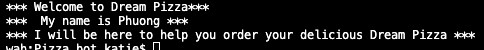 *** Welcome to Dream Pizza***
***  My name is Phuong ***
*** I will be here to help you order your delicious Dream Pizza ***
wah:Pizza_bot katie$